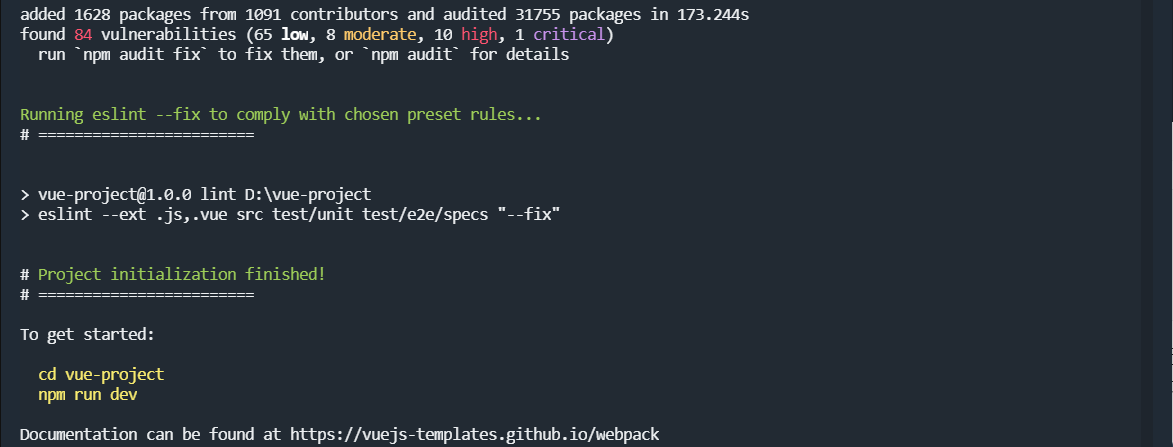 added 1628 packages from 1091 contributors and audited 31755 packages in 173.244s
found 84 vulnerabilities (65 low, 8 moderate, 10 high, 1 critical)
  run `npm audit fix` to fix them, or `npm audit` for details
Running eslint --fix to comply with chosen preset rules...
# ========================
> vue-project@1.0.0 lint D:\vue-project
> eslint --ext .js,.vue src test/unit test/e2e/specs "--fix"
# Project initialization finished!
# ========================
To get started:
  cd vue-project
  npm run dev
Documentation can be found at https://vuejs-templates.github.io/webpack